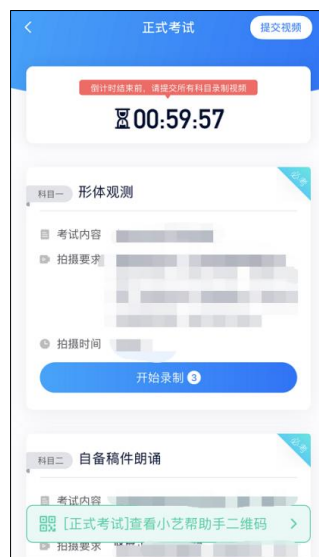 正式考试
提交视频
倒计时结束前，请提交所有科目录制视频
00:59:57
必考
科目一 形体观测
考试内容
拍摄要求
拍摄时间
开始录制 3
必考
科目二 自备稿件朗诵
考试内容
[正式考试]查看小艺帮助手二维码
拍摄要求